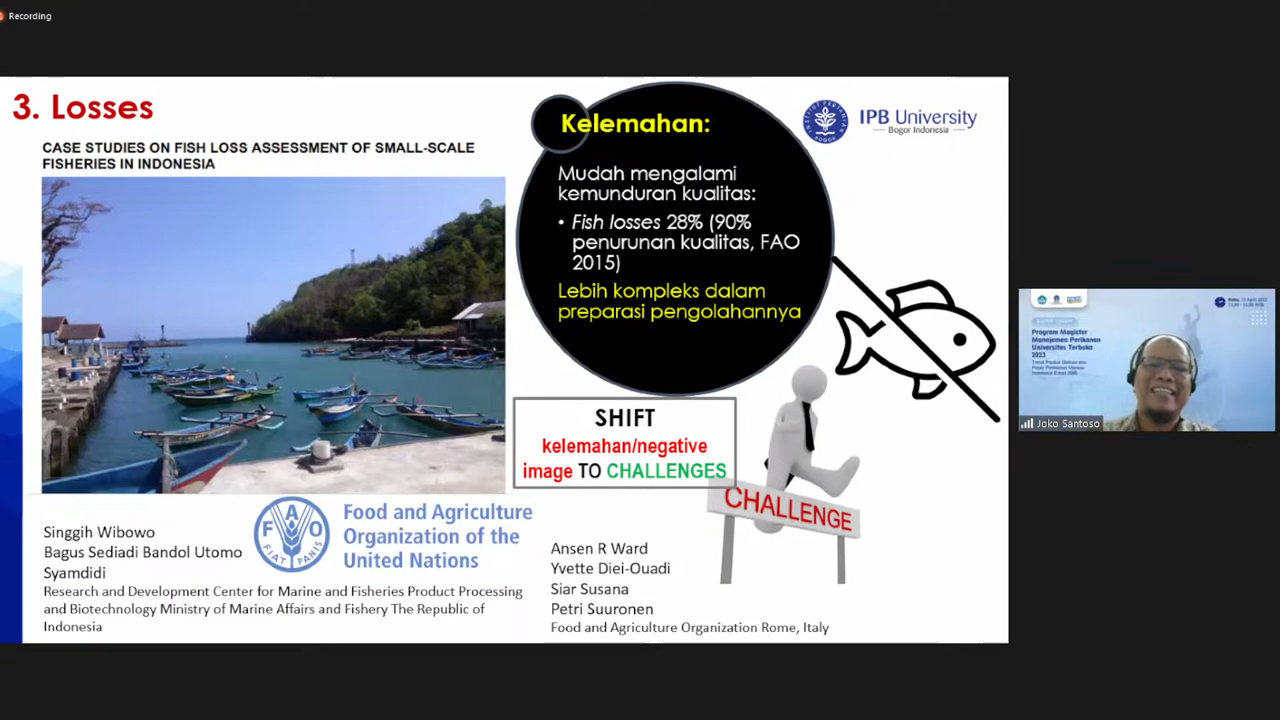 Recording
3. Losses
CASE STUDIES ON FISH LOSS ASSESSMENT OF SMALL-SCALE
FISHERIES IN INDONESIA
Kelemahan:
Mudah mengalami
kemunduran kualitas:
• Fish losses 28% (90%
penurunan kualitas, FAO
2015)
Lebih kompleks dalam
preparasi pengolahannya
IPB University
Bogor Indonesia
SHIFT
kelemahan/negative
image TO CHALLENGES
CHALLENGE
Singgih Wibowo
Bagus Sediadi Bandol Utomo
Syamdidi
Research and Development Center for Marine and Fisheries Product Processing
and Biotechnology Ministry of Marine Affairs and Fishery The Republic of
Indonesia
FAO
FIAT PANIS
Food and Agriculture
Organization of the
United Nations
Ansen R Ward
Yvette Diei-Ouadi
Siar Susana
Petri Suuronen
Food and Agriculture Organization Rome, Italy
Program Magister
Manajemen Perikanan
Universitas Terbuka
2023
Joko Santoso